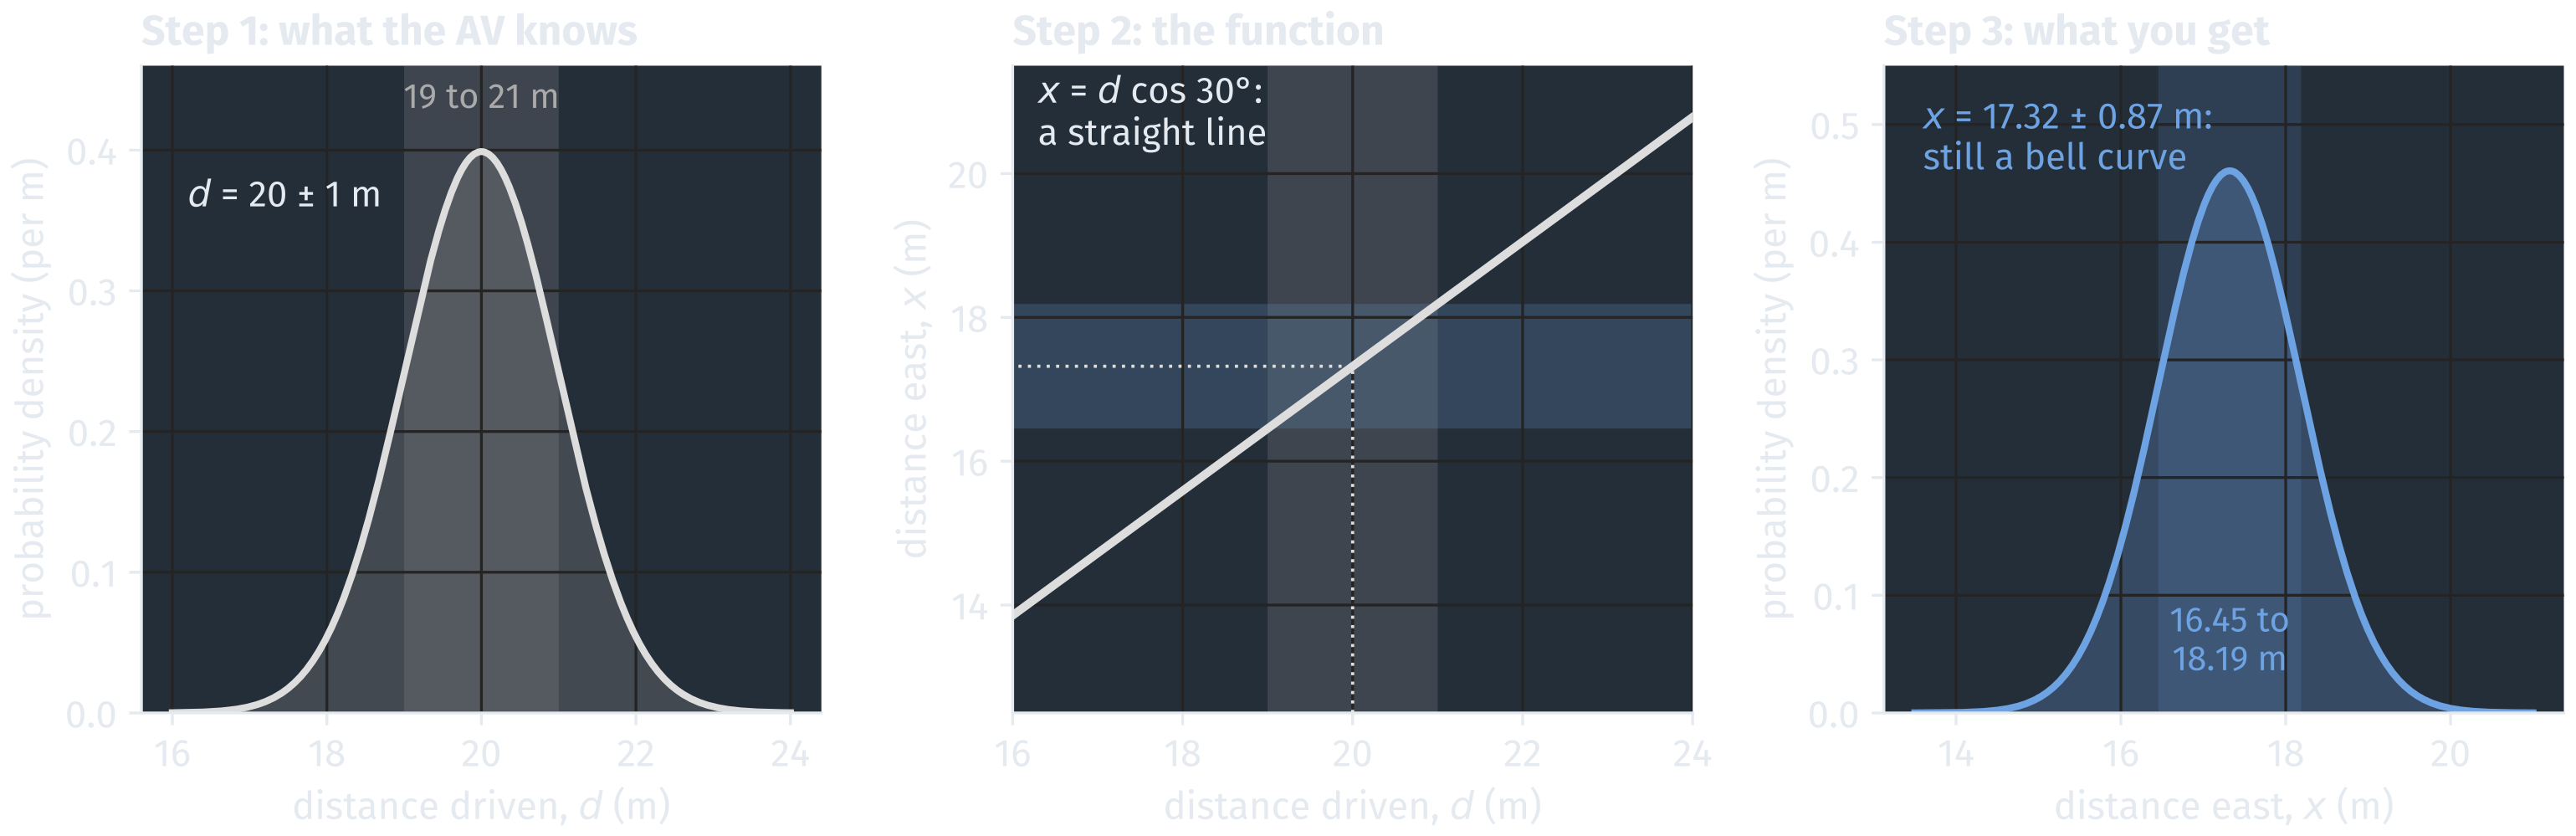 Step 1: what the AV knows
19 to 21 m
d = 20 ± 1 m
probability density (per m)
0.4
0.3
0.2
0.1
0.0
16 18 20 22 24
distance driven, d (m)
Step 2: the function
x = d cos 30°:
a straight line
distance east, x (m)
20
18
16
14
16 18 20 22 24
distance driven, d (m)
Step 3: what you get
x = 17.32 ± 0.87 m:
still a bell curve
probability density (per m)
0.5
0.4
0.3
0.2
0.1
0.0
16.45 to
18.19 m
14 16 18 20
distance east, x (m)